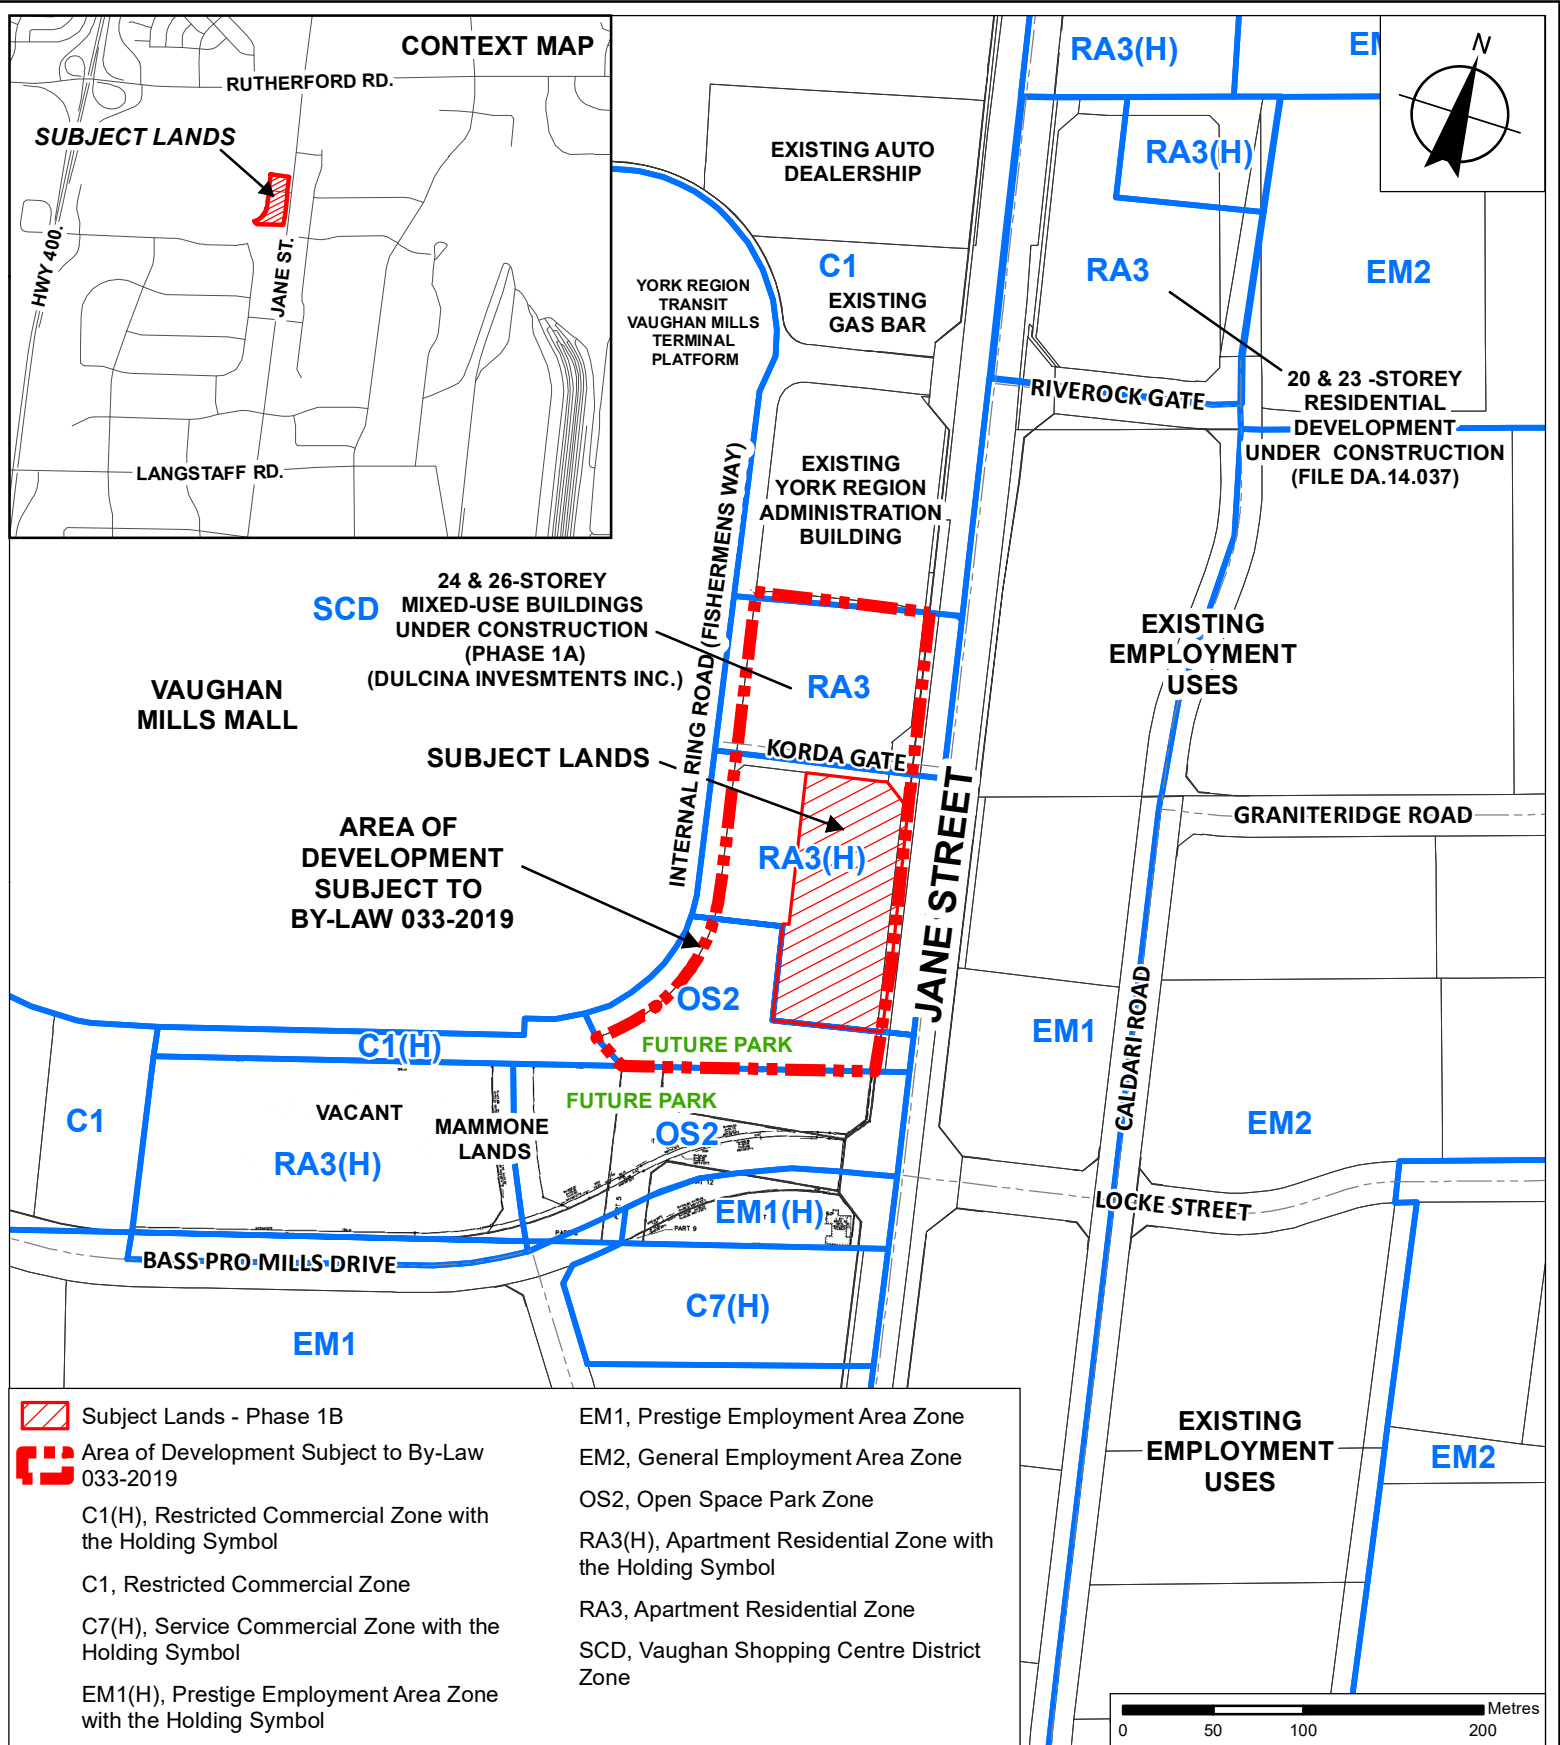 CONTEXT MAP
RUTHERFORD RD.
SUBJECT LANDS
HWY 400.
JANE ST.
LANGSTAFF RD.
N
RA3(H)
EM
RA3(H)
EXISTING AUTO
DEALERSHIP
C1
EXISTING
GAS BAR
RA3
EM2
YORK REGION
TRANSIT
VAUGHAN MILLS
TERMINAL
PLATFORM
RIVEROCK GATE
20 & 23 -STOREY
RESIDENTIAL
DEVELOPMENT
UNDER CONSTRUCTION
(FILE DA.14.037)
EXISTING
YORK REGION
ADMINISTRATION
BUILDING
INTERNAL RING ROAD (FISHERMENS WAY)
SCD
24 & 26-STOREY
MIXED-USE BUILDINGS
UNDER CONSTRUCTION
(PHASE 1A)
(DULCINA INVESMTENTS INC.)
RA3
EXISTING
EMPLOYMENT
USES
VAUGHAN
MILLS MALL
KORDA GATE
SUBJECT LANDS
JANE STREET
GRANITERIDGE ROAD
AREA OF
DEVELOPMENT
SUBJECT TO
BY-LAW 033-2019
RA3(H)
OS2
FUTURE PARK
EM1
CALDARI ROAD
C1(H)
FUTURE PARK
C1
VACANT
MAMMONE
LANDS
OS2
EM2
RA3(H)
LOCKE STREET
EM1(H)
PART 9
BASS PRO MILLS DRIVE
C7(H)
EM1
EXISTING
EMPLOYMENT
USES
EM2
Subject Lands - Phase 1B
Area of Development Subject to By-Law
033-2019
C1(H), Restricted Commercial Zone with
the Holding Symbol
C1, Restricted Commercial Zone
C7(H), Service Commercial Zone with the
Holding Symbol
EM1(H), Prestige Employment Area Zone
with the Holding Symbol
EM1, Prestige Employment Area Zone
EM2, General Employment Area Zone
OS2, Open Space Park Zone
RA3(H), Apartment Residential Zone with
the Holding Symbol
RA3, Apartment Residential Zone
SCD, Vaughan Shopping Centre District
Zone
Metres
0 50 100 200